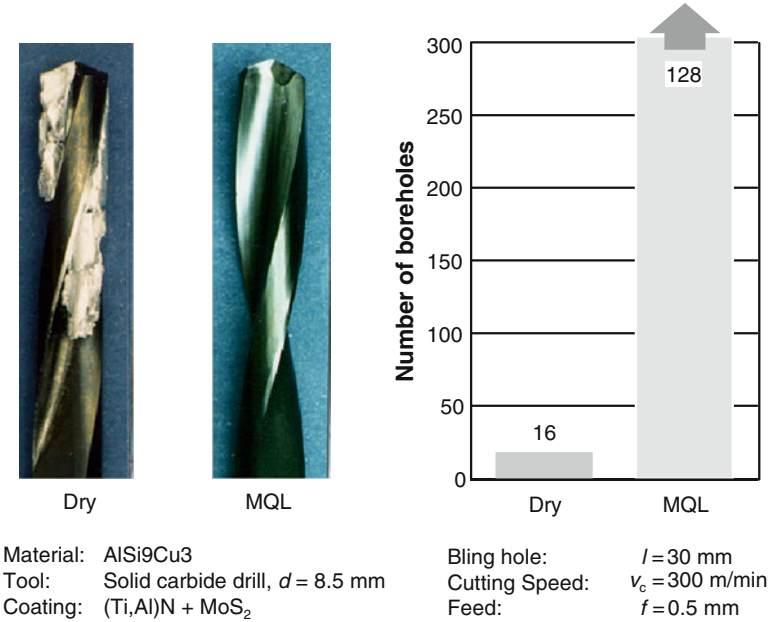 300
250
200
150
100
50
0
Number of boreholes
128
16
Dry
MQL
Dry
MQL
Material: AlSi9Cu3
Tool: Solid carbide drill, d = 8.5 mm
Coating: (Ti,Al)N + MoS₂
Bling hole: l = 30 mm
Cutting Speed: v꜀ = 300 m/min
Feed: f = 0.5 mm